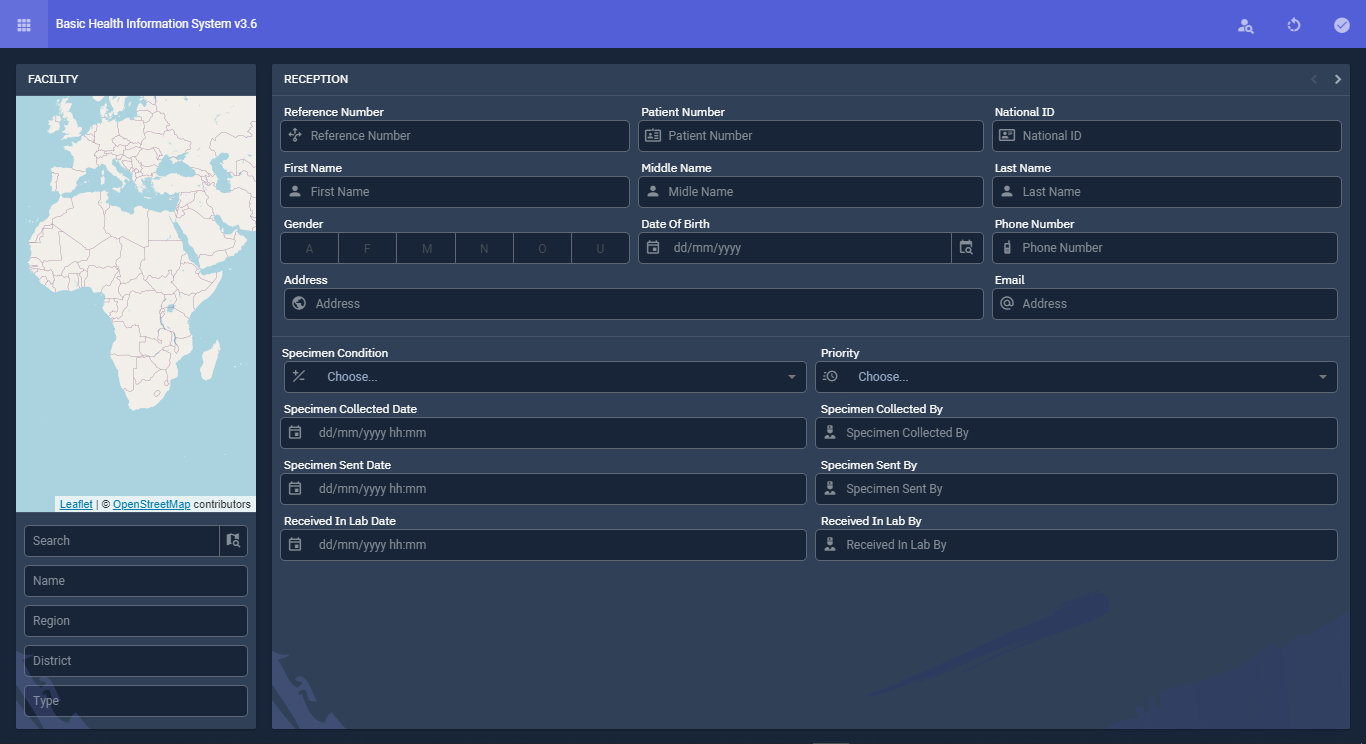 Basic Health Information System v3.6
FACILITY
Leaflet | © OpenStreetMap contributors
Search
Name
Region
District
Type
RECEPTION
Reference Number Patient Number National ID
Reference Number Patient Number National ID
First Name Middle Name Last Name
First Name Midle Name Last Name
Gender Date Of Birth Phone Number
A F M N O U dd/mm/yyyy Phone Number
Address Email
Address Address
Specimen Condition Priority
Choose... Choose...
Specimen Collected Date Specimen Collected By
dd/mm/yyyy hh:mm Specimen Collected By
Specimen Sent Date Specimen Sent By
dd/mm/yyyy hh:mm Specimen Sent By
Received In Lab Date Received In Lab By
dd/mm/yyyy hh:mm Received In Lab By